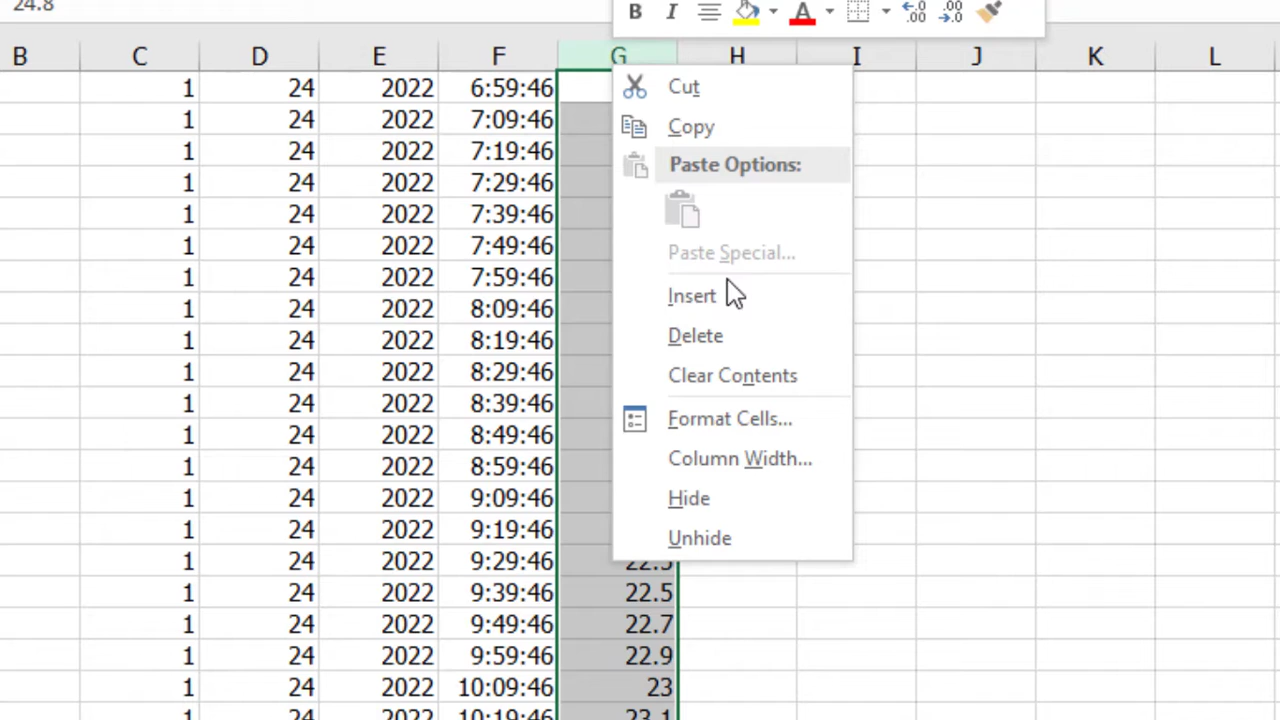 24.8
B I A
B C D E F G H I J K L
1 24 2022 6:59:46
1 24 2022 7:09:46
1 24 2022 7:19:46
1 24 2022 7:29:46
1 24 2022 7:39:46
1 24 2022 7:49:46
1 24 2022 7:59:46
1 24 2022 8:09:46
1 24 2022 8:19:46
1 24 2022 8:29:46
1 24 2022 8:39:46
1 24 2022 8:49:46
1 24 2022 8:59:46
1 24 2022 9:09:46
1 24 2022 9:19:46
1 24 2022 9:29:46
1 24 2022 9:39:46 22.5
1 24 2022 9:49:46 22.7
1 24 2022 9:59:46 22.9
1 24 2022 10:09:46 23
1 24 2022 10:19:46 23.1
Cut
Copy
Paste Options:
Paste Special...
Insert
Delete
Clear Contents
Format Cells...
Column Width...
Hide
Unhide